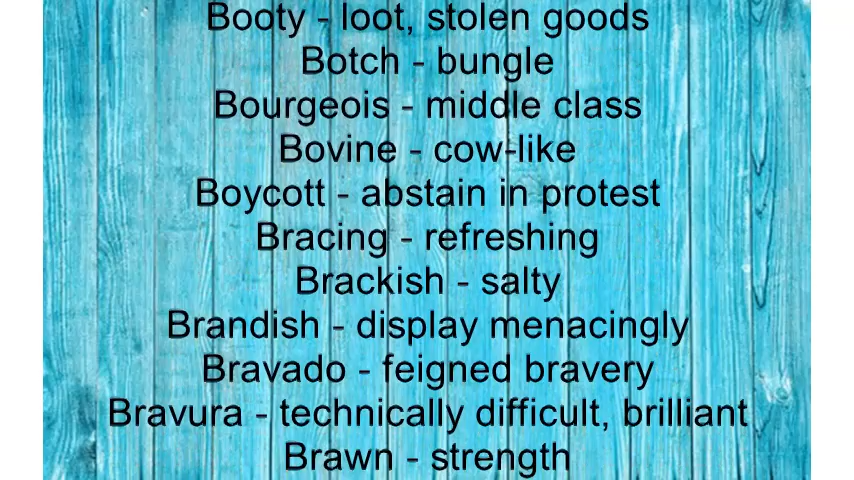 Booty - loot, stolen goods
Botch - bungle
Bourgeois - middle class
Bovine - cow-like
Boycott - abstain in protest
Bracing - refreshing
Brackish - salty
Brandish - display menacingly
Bravado - feigned bravery
Bravura - technically difficult, brilliant
Brawn - strength